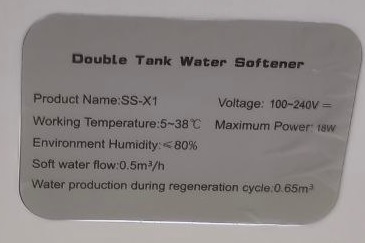 Double Tank Water Softener
Product Name:SS-X1 Voltage: 100~240V ⎓
Working Temperature:5~38℃ Maximum Power: 18W
Environment Humidity:≤80%
Soft water flow:0.5m³/h
Water production during regeneration cycle:0.65m³